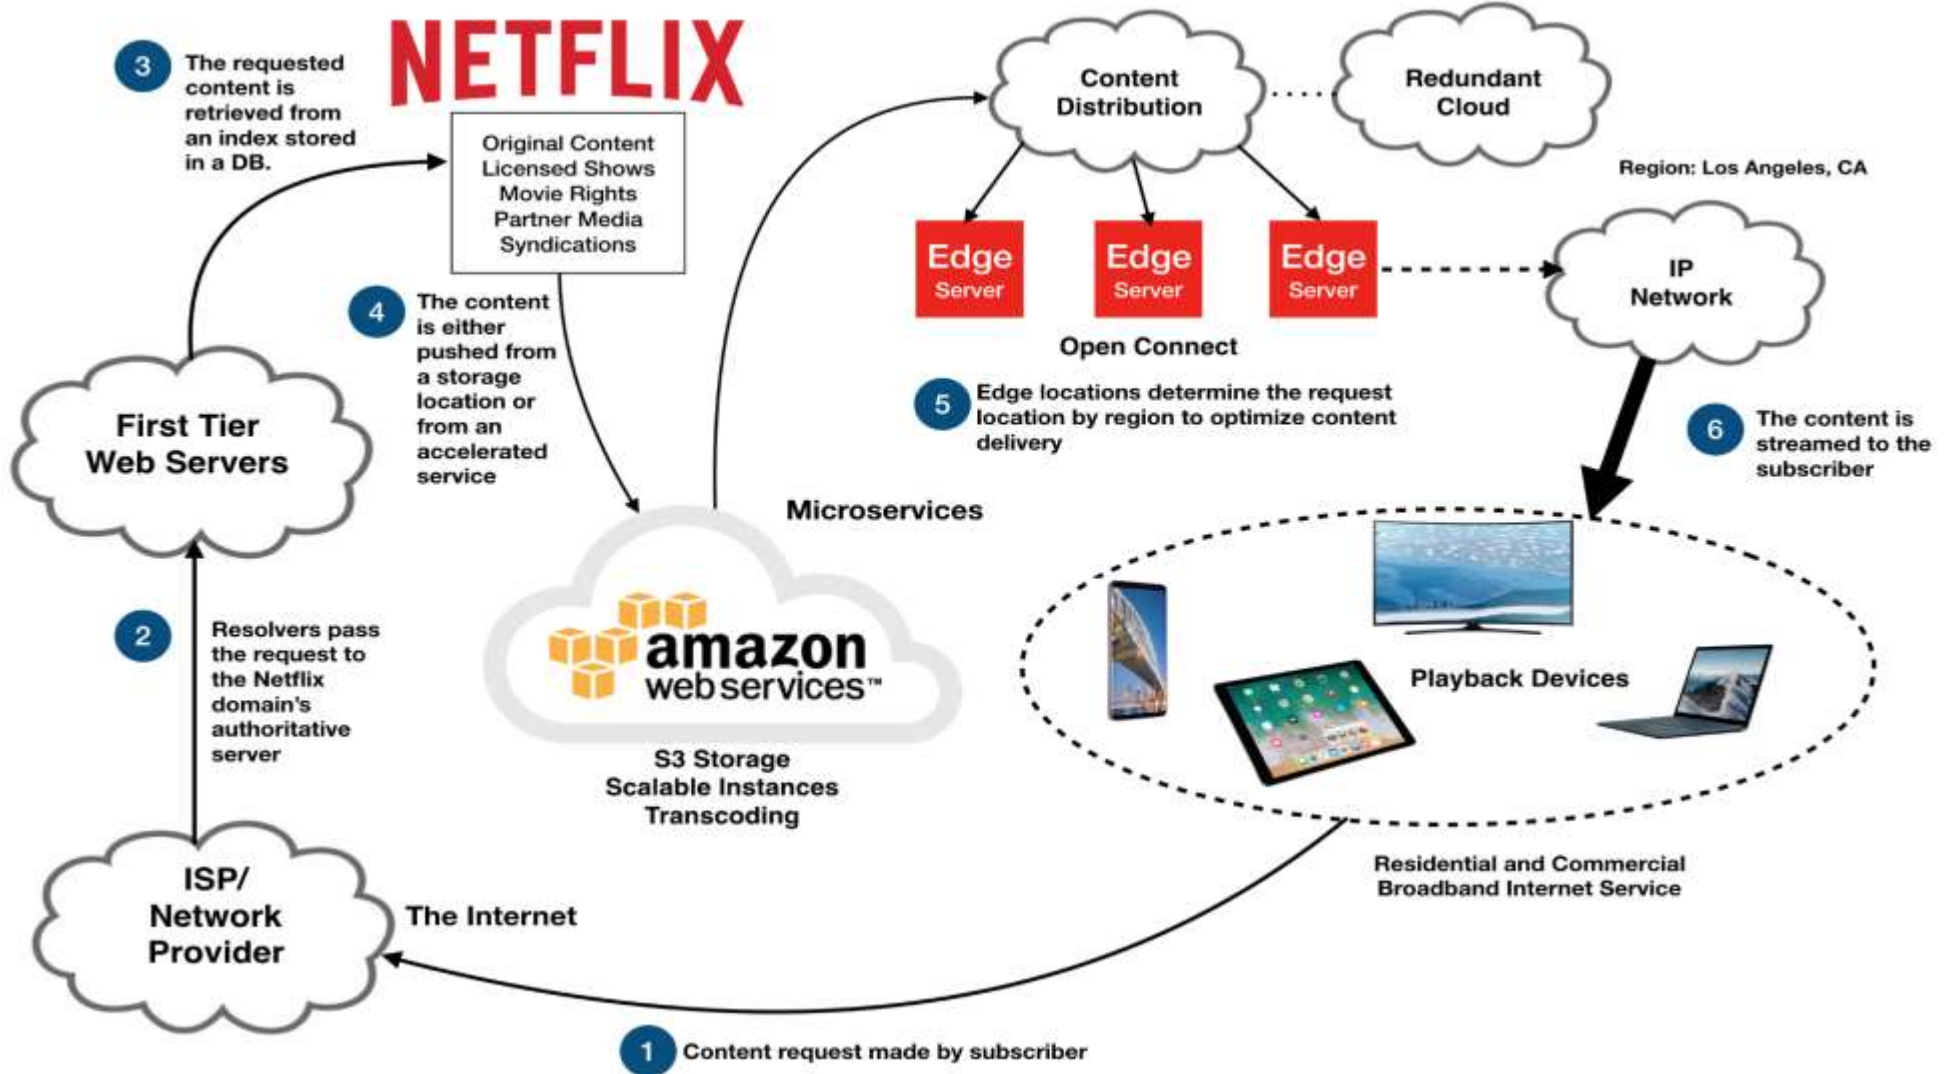 NETFLIX
3
The requested
content is
retrieved from
an index stored
in a DB.
Original Content
Licensed Shows
Movie Rights
Partner Media
Syndications
Content
Distribution
Redundant
Cloud
Region: Los Angeles, CA
Edge
Server
Edge
Server
Edge
Server
IP
Network
Open Connect
4
The content
is either
pushed from
a storage
location or
from an
accelerated
service
5
Edge locations determine the request
location by region to optimize content
delivery
6
The content is
streamed to the
subscriber
First Tier
Web Servers
Microservices
2
Resolvers pass
the request to
the Netflix
domain's
authoritative
server
amazon
web services™
S3 Storage
Scalable Instances
Transcoding
Playback Devices
Residential and Commercial
Broadband Internet Service
ISP/
Network
Provider
The Internet
1
Content request made by subscriber